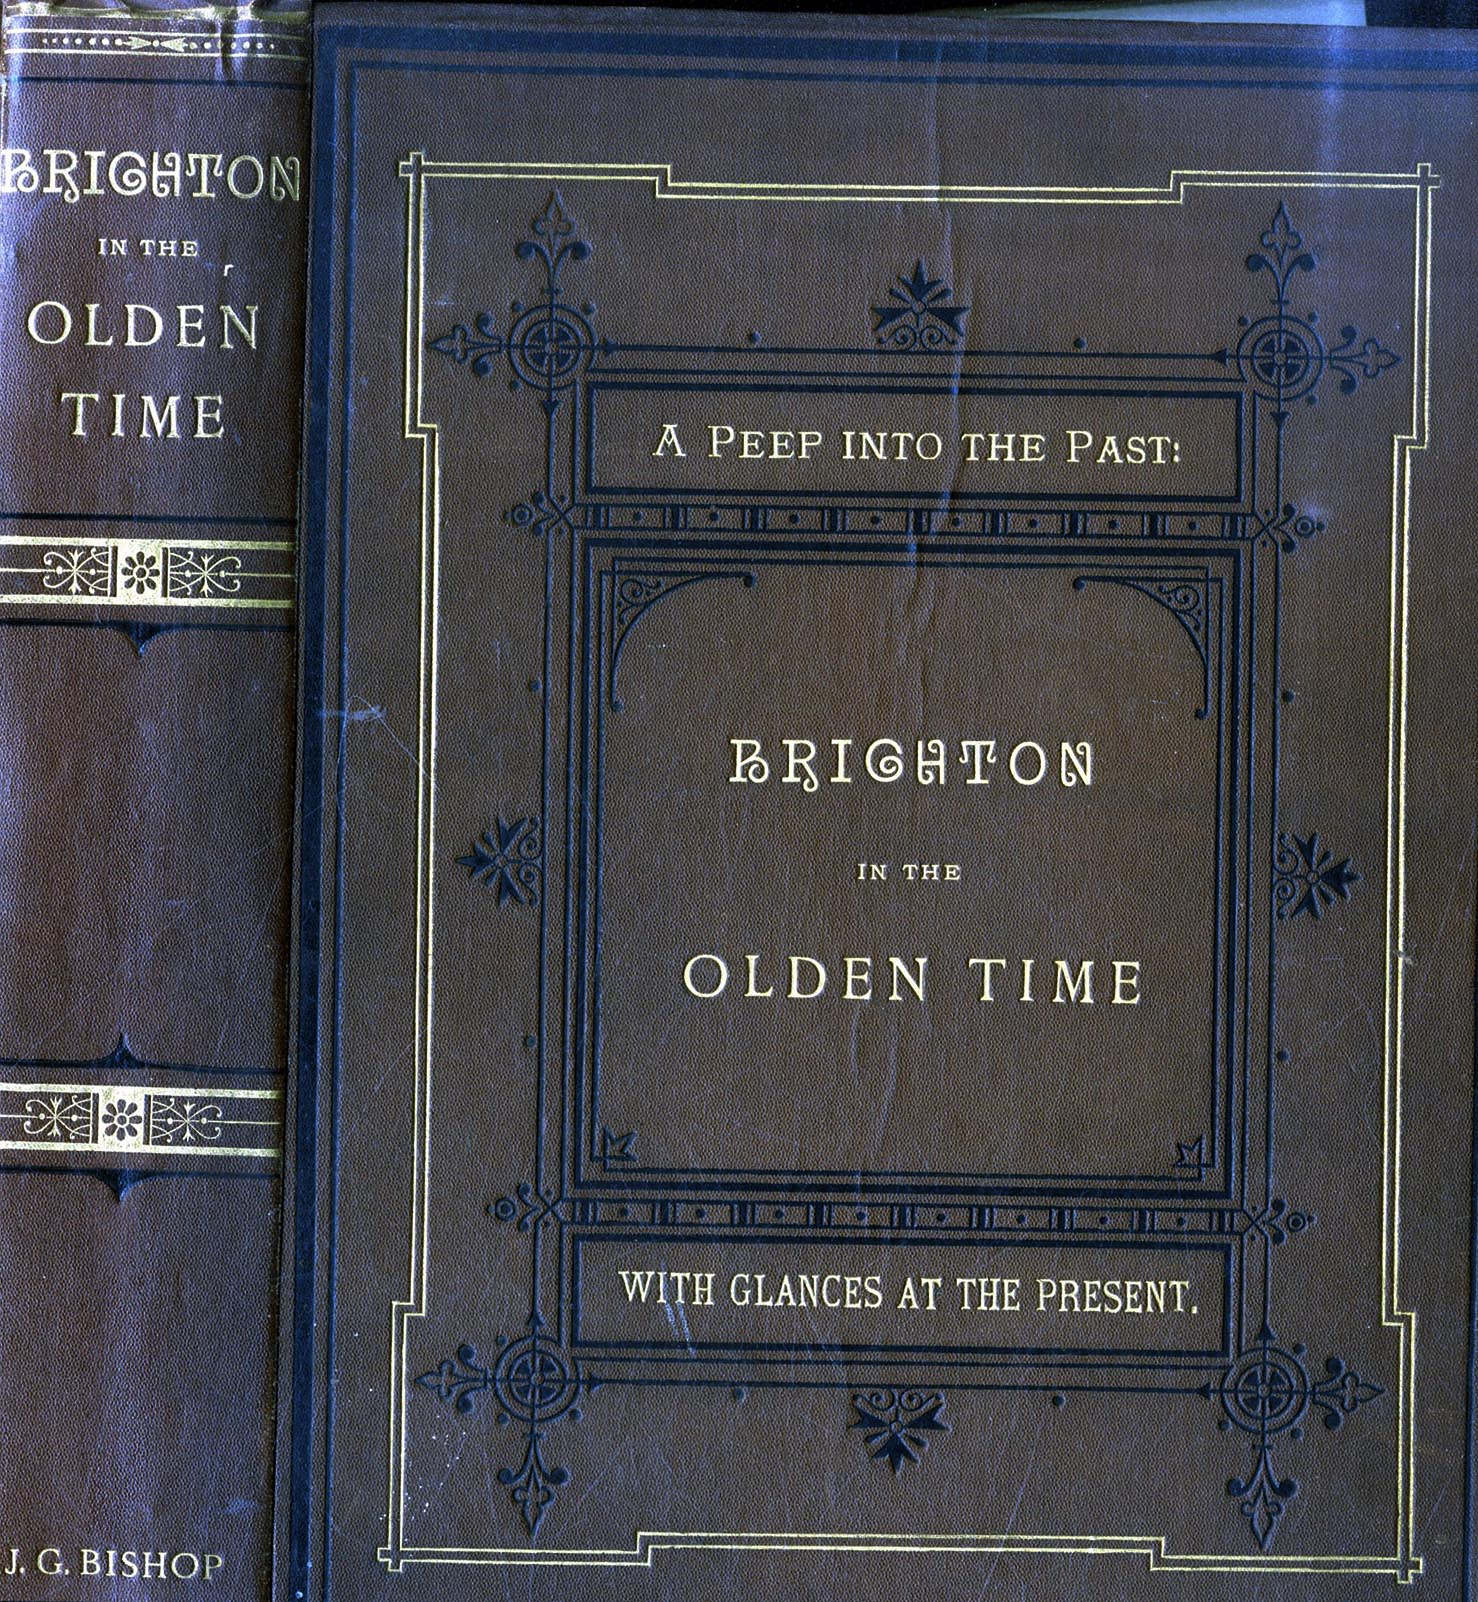 BRIGHTON
IN THE
OLDEN
TIME
J. G. BISHOP
A PEEP INTO THE PAST:
BRIGHTON
IN THE
OLDEN TIME
WITH GLANCES AT THE PRESENT.